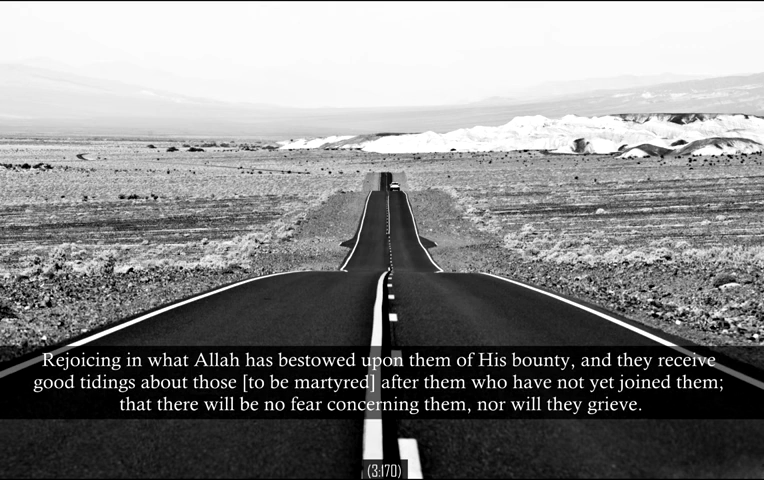 Rejoicing in what Allah has bestowed upon them of His bounty, and they receive
good tidings about those [to be martyred] after them who have not yet joined them;
that there will be no fear concerning them, nor will they grieve.
(3:170)